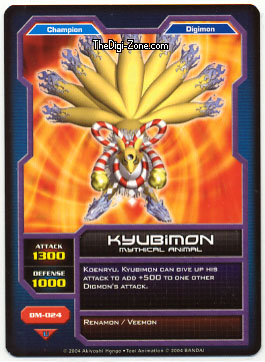 Champion
Digimon
TheDigi-Zone.com
KYUBIMON
MYTHICAL ANIMAL
ATTACK
1300
DEFENSE
1000
KOENRYU. KYUBIMON CAN GIVE UP HIS
ATTACK TO ADD +500 TO ONE OTHER
DIGMON'S ATTACK.
DM-024
RENAMON / VEEMON
© 2004 Akiyoshi Hongo • Toei Animation © 2004 BANDAI